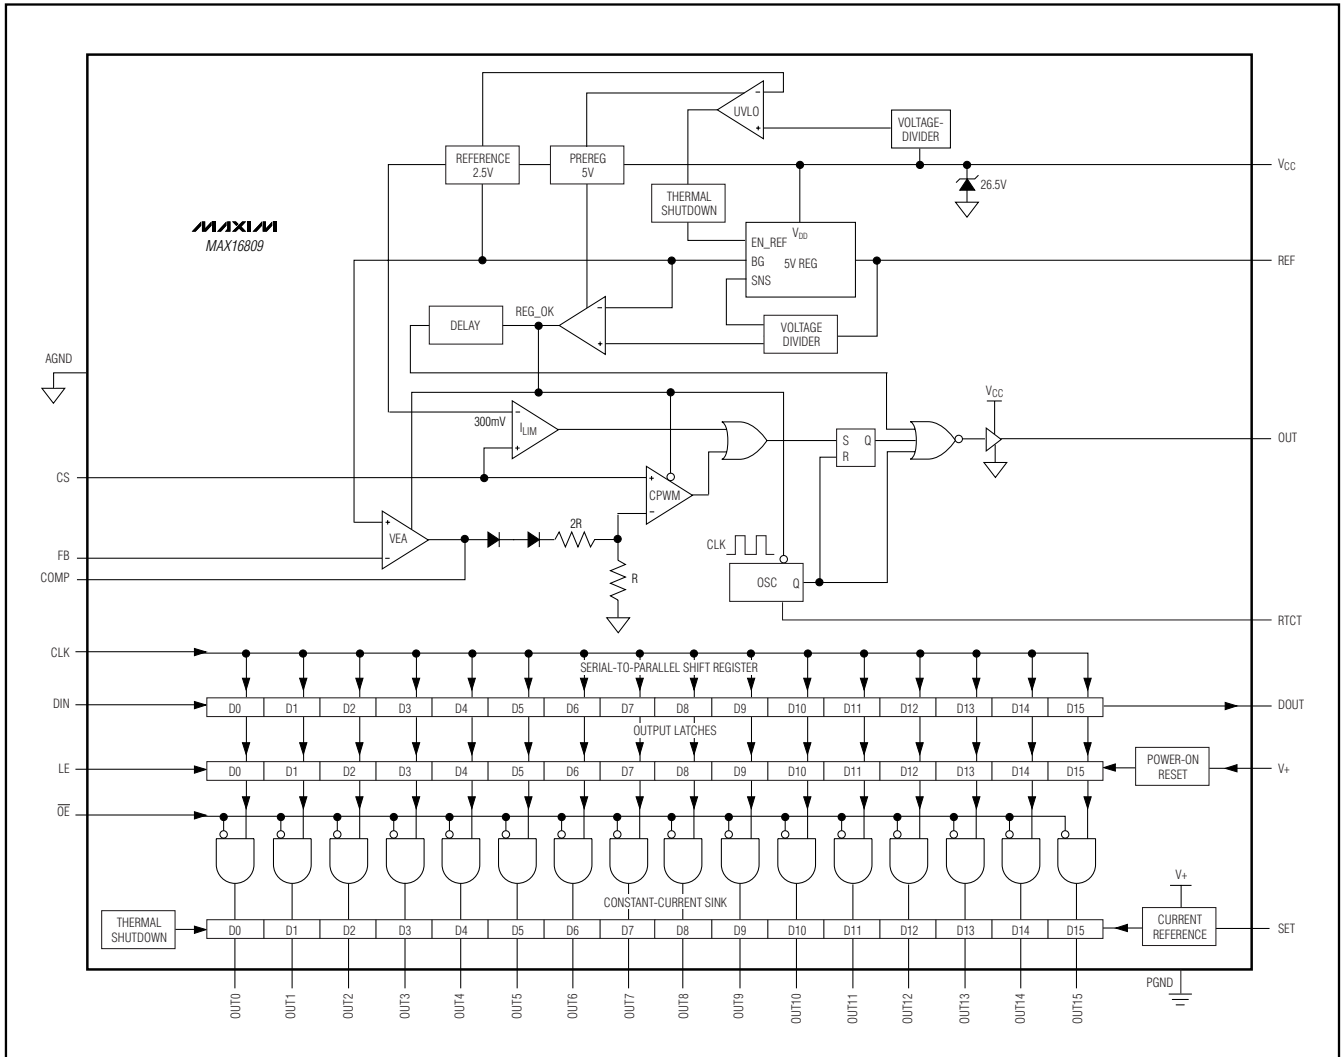 UVLO
VOLTAGE-
DIVIDER
REFERENCE
2.5V
PREREG
5V
VCC
26.5V
THERMAL
SHUTDOWN
MAXIM
MAX16809
VDD
EN_REF
BG
5V REG
SNS
REF
REG_OK
DELAY
VOLTAGE
DIVIDER
AGND
VCC
300mV
ILIM
S Q
R
OUT
CS
CPWM
2R
VEA
FB
COMP
R
CLK
OSC Q
RTCT
CLK
SERIAL-TO-PARALLEL SHIFT REGISTER
DIN
D0 D1 D2 D3 D4 D5 D6 D7 D8 D9 D10 D11 D12 D13 D14 D15
DOUT
OUTPUT LATCHES
LE
D0 D1 D2 D3 D4 D5 D6 D7 D8 D9 D10 D11 D12 D13 D14 D15
POWER-ON
RESET
V+
OE
V+
CONSTANT-CURRENT SINK
THERMAL
SHUTDOWN
D0 D1 D2 D3 D4 D5 D6 D7 D8 D9 D10 D11 D12 D13 D14 D15
CURRENT
REFERENCE
SET
PGND
OUT0 OUT1 OUT2 OUT3 OUT4 OUT5 OUT6 OUT7 OUT8 OUT9 OUT10 OUT11 OUT12 OUT13 OUT14 OUT15